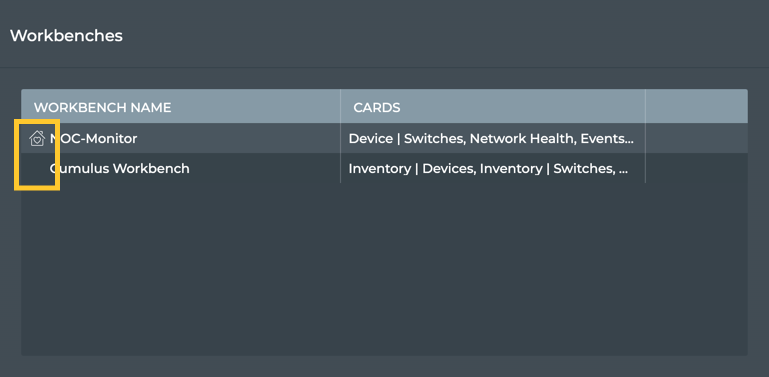 Workbenches
WORKBENCH NAME CARDS
NOC-Monitor Device | Switches, Network Health, Events...
Cumulus Workbench Inventory | Devices, Inventory | Switches, ...